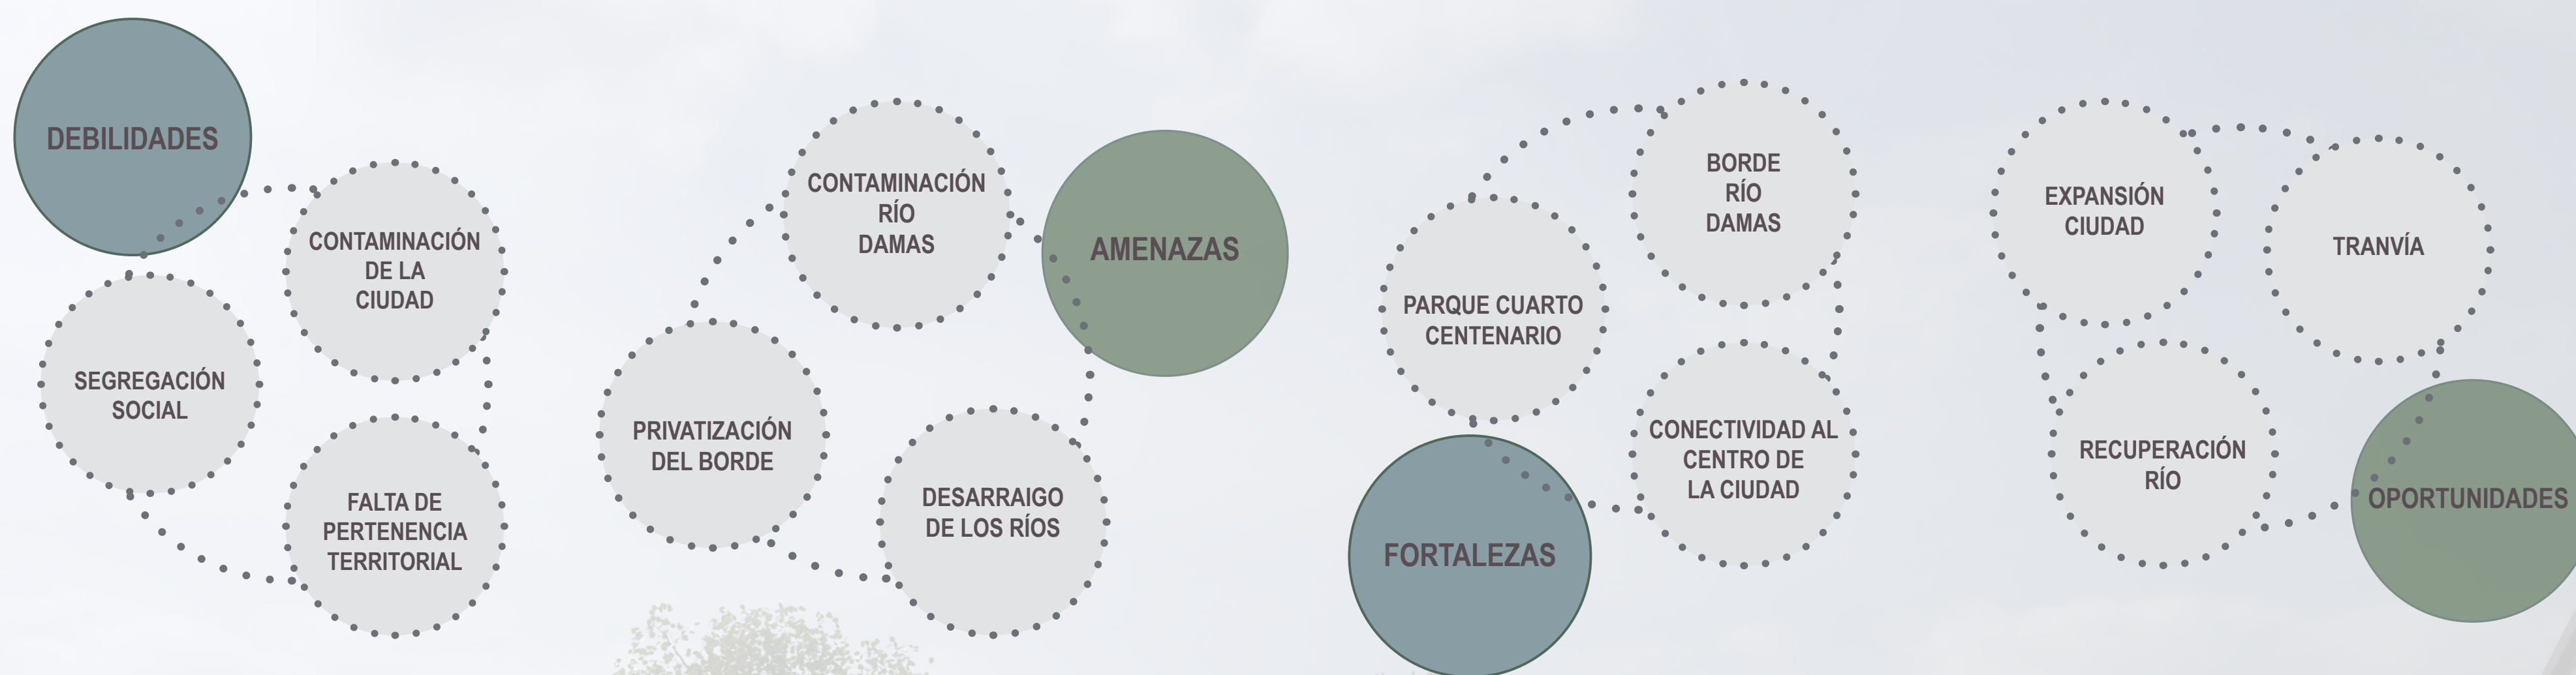 DEBILIDADES
CONTAMINACIÓN
DE LA
CIUDAD
SEGREGACIÓN
SOCIAL
FALTA DE
PERTENENCIA
TERRITORIAL
CONTAMINACIÓN
RÍO
DAMAS
AMENAZAS
PRIVATIZACIÓN
DEL BORDE
DESARRAIGO
DE LOS RÍOS
BORDE
RÍO
DAMAS
PARQUE CUARTO
CENTENARIO
CONECTIVIDAD AL
CENTRO DE
LA CIUDAD
FORTALEZAS
EXPANSIÓN
CIUDAD
TRANVÍA
RECUPERACIÓN
RÍO
OPORTUNIDADES